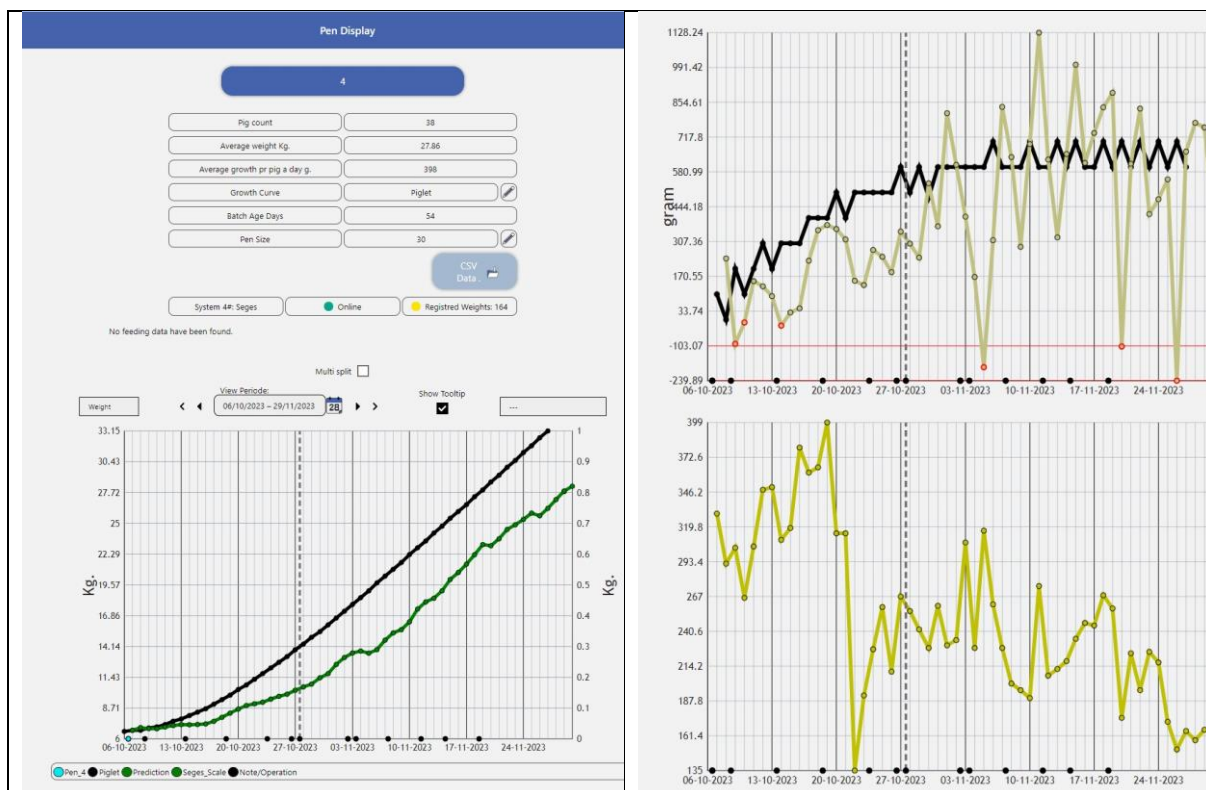 Pen Display
4
Pig count 38
Average weight Kg. 27.86
Average growth pr pig a day g. 398
Growth Curve Piglet
Batch Age Days 54
Pen Size 30
CSV
Data .
System 4#: Seges Online Registred Weights: 164
No feeding data have been found.
Multi split
View Periode:
Show Tooltip
Weight 06/10/2023 – 29/11/2023 28 ---
33.15 1
30.43 0.9
27.72 0.8
25 0.7
22.29 0.6
19.57 0.5
Kg. Kg.
16.86 0.4
14.14 0.3
11.43 0.2
8.71 0.1
6 0
06-10-2023 13-10-2023 20-10-2023 27-10-2023 03-11-2023 10-11-2023 17-11-2023 24-11-2023
Pen_4 Piglet Prediction Seges_Scale Note/Operation
1128.24
991.42
854.61
717.8
580.99
gram
444.18
307.36
170.55
33.74
-103.07
-239.89
06-10-2023 13-10-2023 20-10-2023 27-10-2023 03-11-2023 10-11-2023 17-11-2023 24-11-2023
399
372.6
346.2
319.8
293.4
267
240.6
214.2
187.8
161.4
135
06-10-2023 13-10-2023 20-10-2023 27-10-2023 03-11-2023 10-11-2023 17-11-2023 24-11-2023